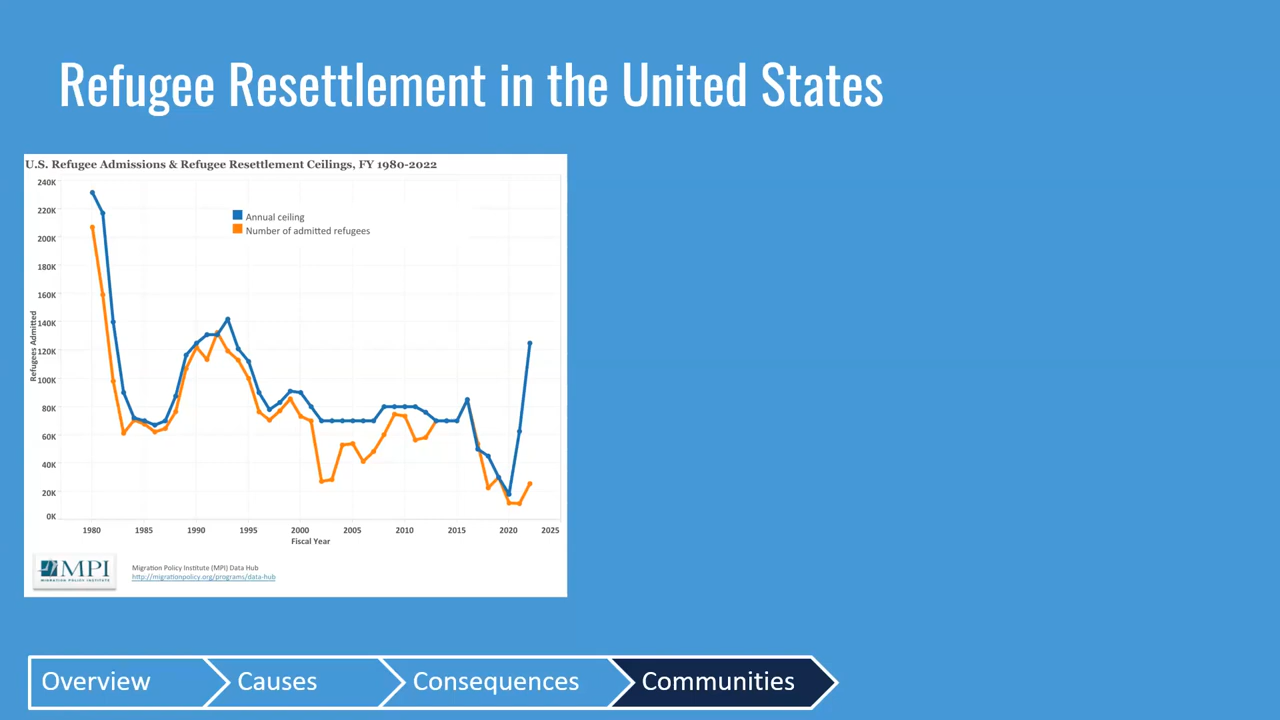 Refugee Resettlement in the United States
U.S. Refugee Admissions & Refugee Resettlement Ceilings, FY 1980-2022
Annual ceiling
Number of admitted refugees
Refugees Admitted
240K
220K
200K
180K
160K
140K
120K
100K
80K
60K
40K
20K
0K
1980 1985 1990 1995 2000 2005 2010 2015 2020 2025
Fiscal Year
MPI
MIGRATION POLICY INSTITUTE
Migration Policy Institute (MPI) Data Hub
http://migrationpolicy.org/programs/data-hub
Overview Causes Consequences Communities